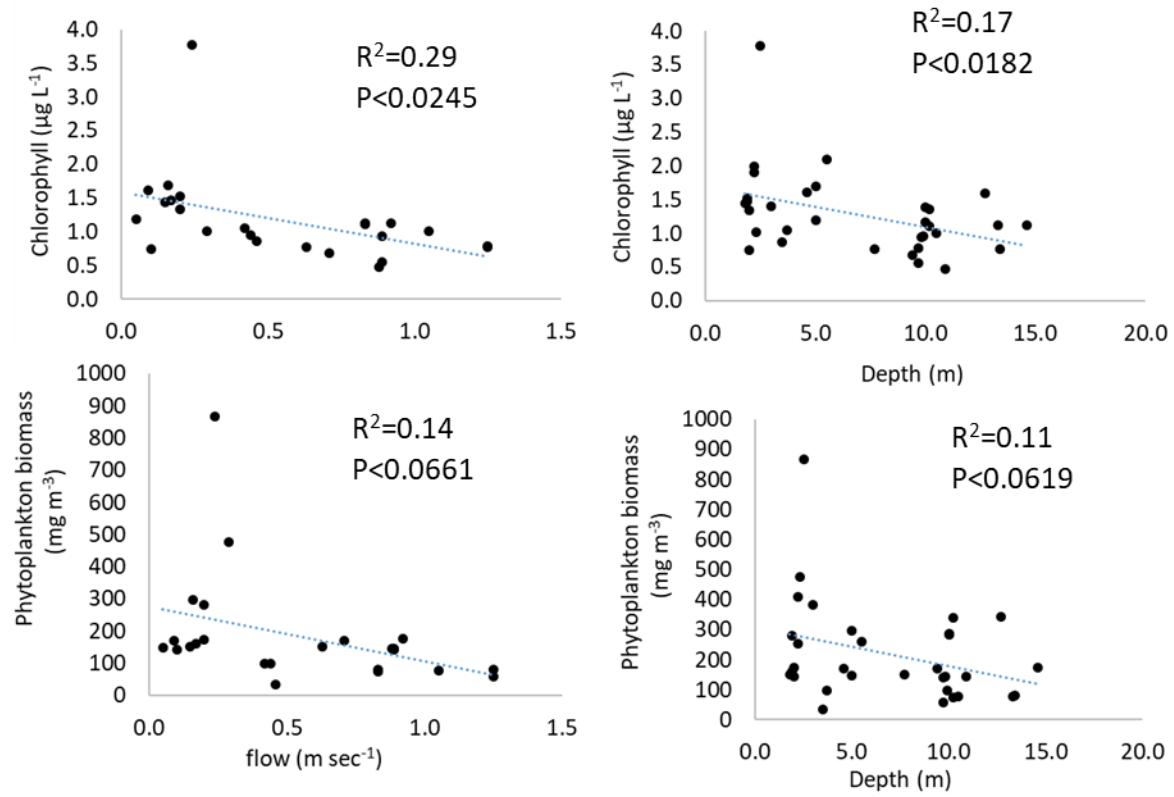 4.0
3.5
3.0
2.5
2.0
1.5
1.0
0.5
0.0
Chlorophyll (µg L⁻¹)
R²=0.29
P<0.0245
0.0 0.5 1.0 1.5
4.0
3.5
3.0
2.5
2.0
1.5
1.0
0.5
0.0
Chlorophyll (µg L⁻¹)
R²=0.17
P<0.0182
0.0 5.0 10.0 15.0 20.0
Depth (m)
1000
900
800
700
600
500
400
300
200
100
0
Phytoplankton biomass
(mg m⁻³)
R²=0.14
P<0.0661
0.0 0.5 1.0 1.5
flow (m sec⁻¹)
1000
900
800
700
600
500
400
300
200
100
0
Phytoplankton biomass
(mg m⁻³)
R²=0.11
P<0.0619
0.0 5.0 10.0 15.0 20.0
Depth (m)